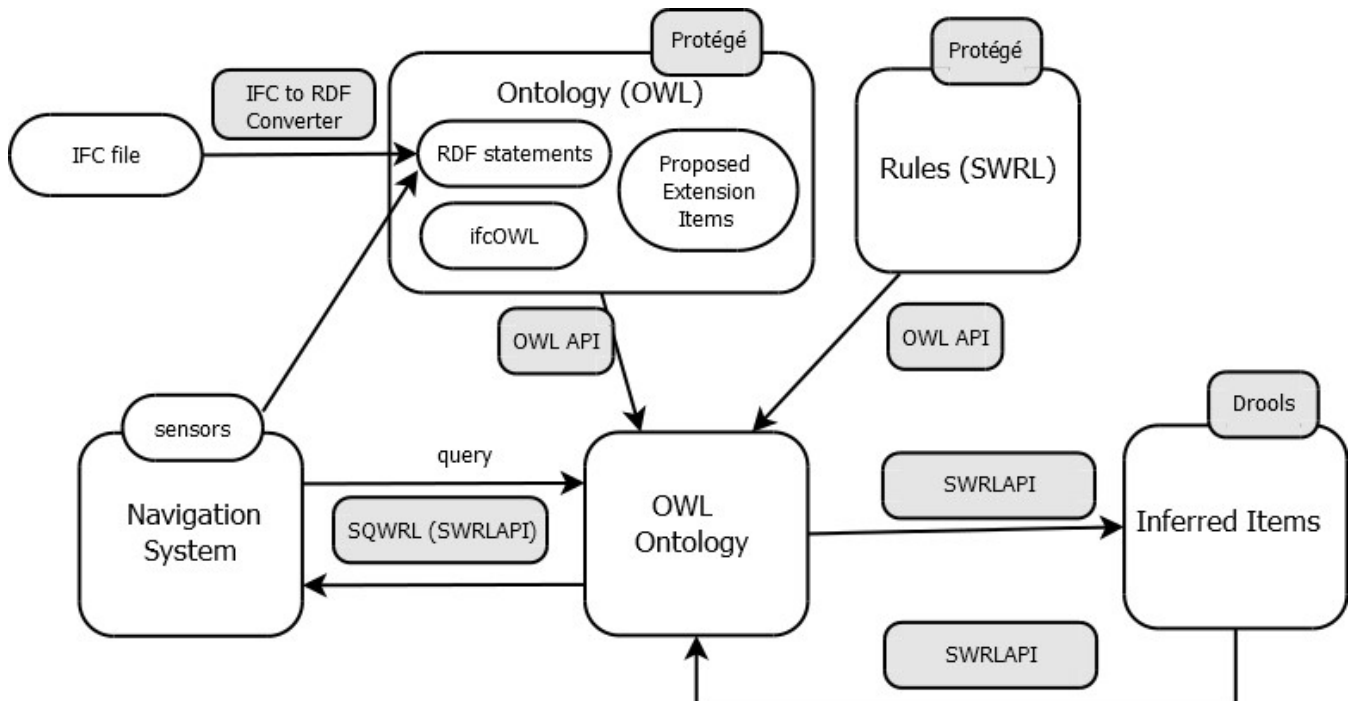 Protégé
Protégé
IFC to RDF
Converter
Ontology (OWL)
IFC file
RDF statements
Proposed
Extension
Items
ifcOWL
Rules (SWRL)
OWL API
OWL API
Drools
sensors
query
Navigation
System
SQWRL (SWRLAPI)
OWL
Ontology
SWRLAPI
Inferred Items
SWRLAPI